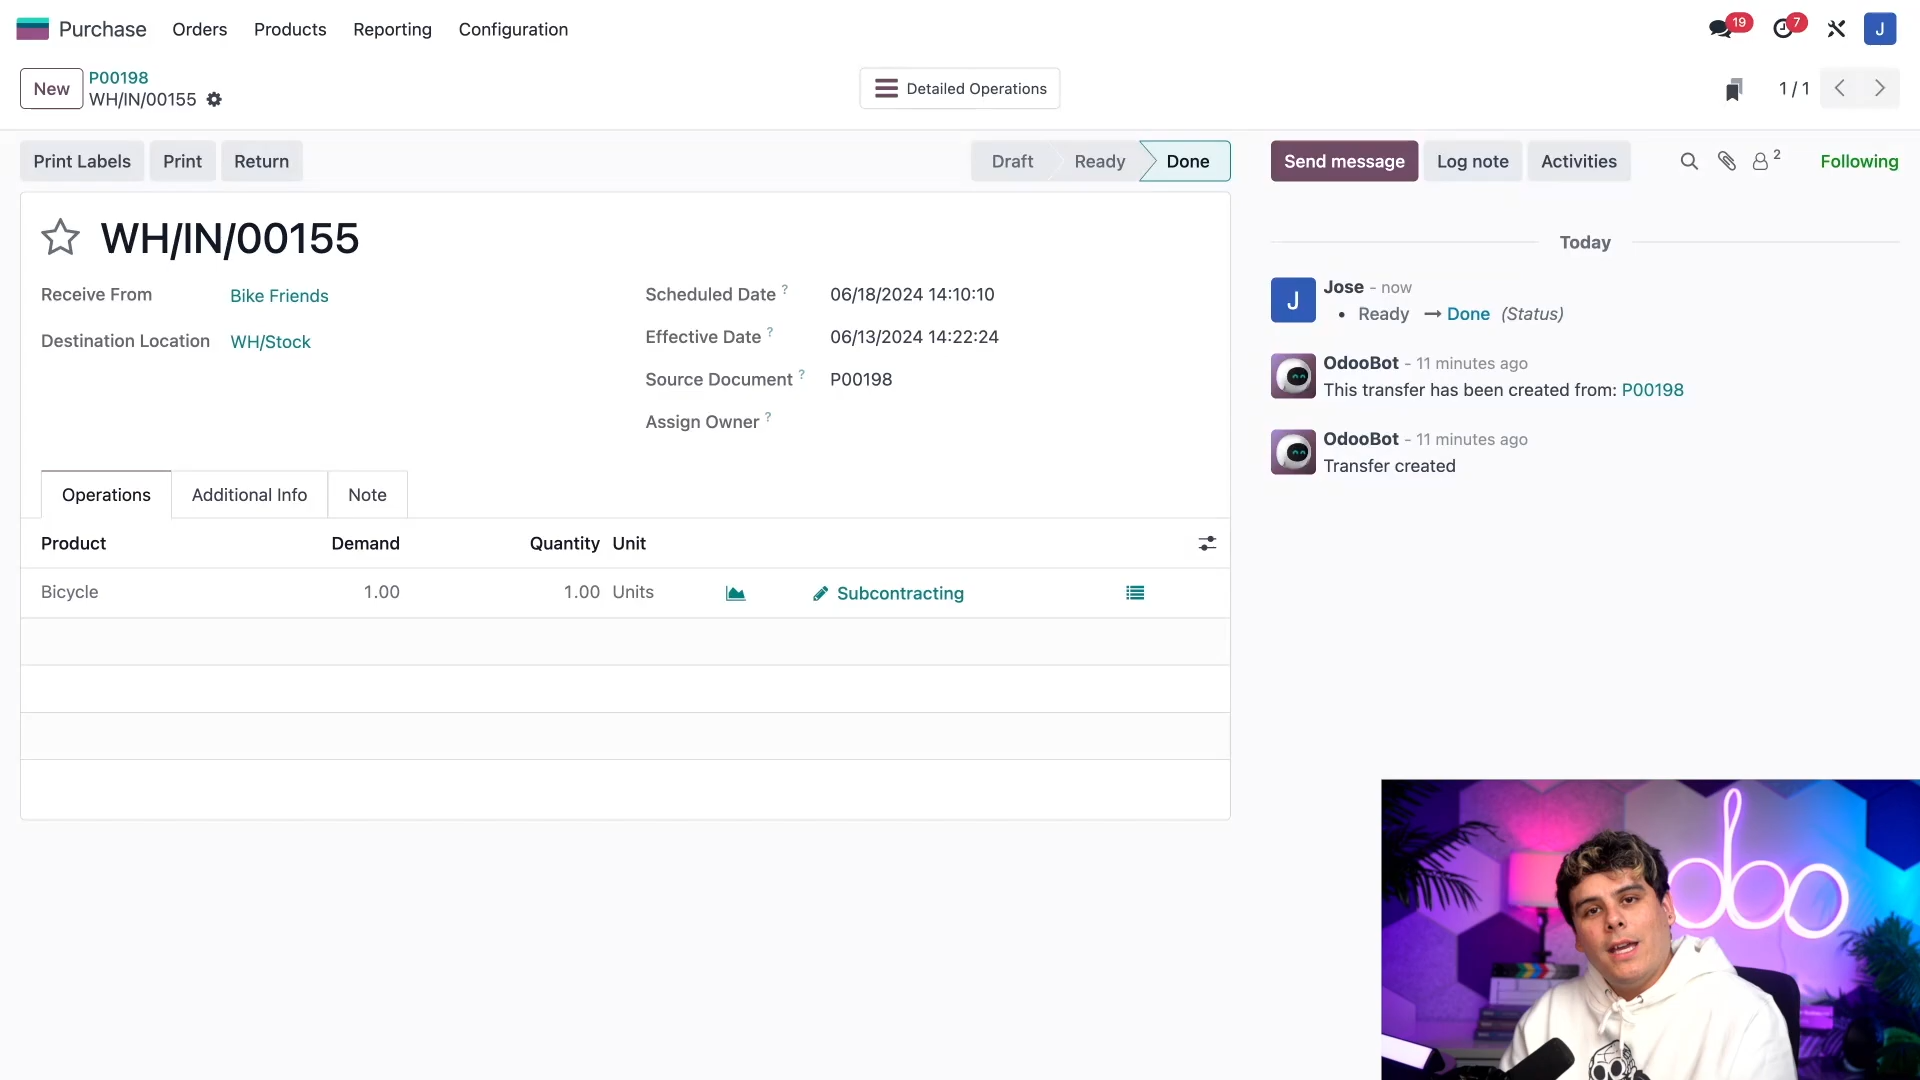 Purchase Orders Products Reporting Configuration 19 7 J
New P00198
WH/IN/00155
Detailed Operations
1 / 1
Print Labels Print Return
Draft Ready Done
Send message Log note Activities 2 Following
WH/IN/00155
Receive From Bike Friends
Destination Location WH/Stock
Scheduled Date ? 06/18/2024 14:10:10
Effective Date ? 06/13/2024 14:22:24
Source Document ? P00198
Assign Owner ?
Operations Additional Info Note
Product Demand Quantity Unit
Bicycle 1.00 1.00 Units Subcontracting
Today
J
Jose - now
• Ready → Done (Status)
OdooBot - 11 minutes ago
This transfer has been created from: P00198
OdooBot - 11 minutes ago
Transfer created
odoo